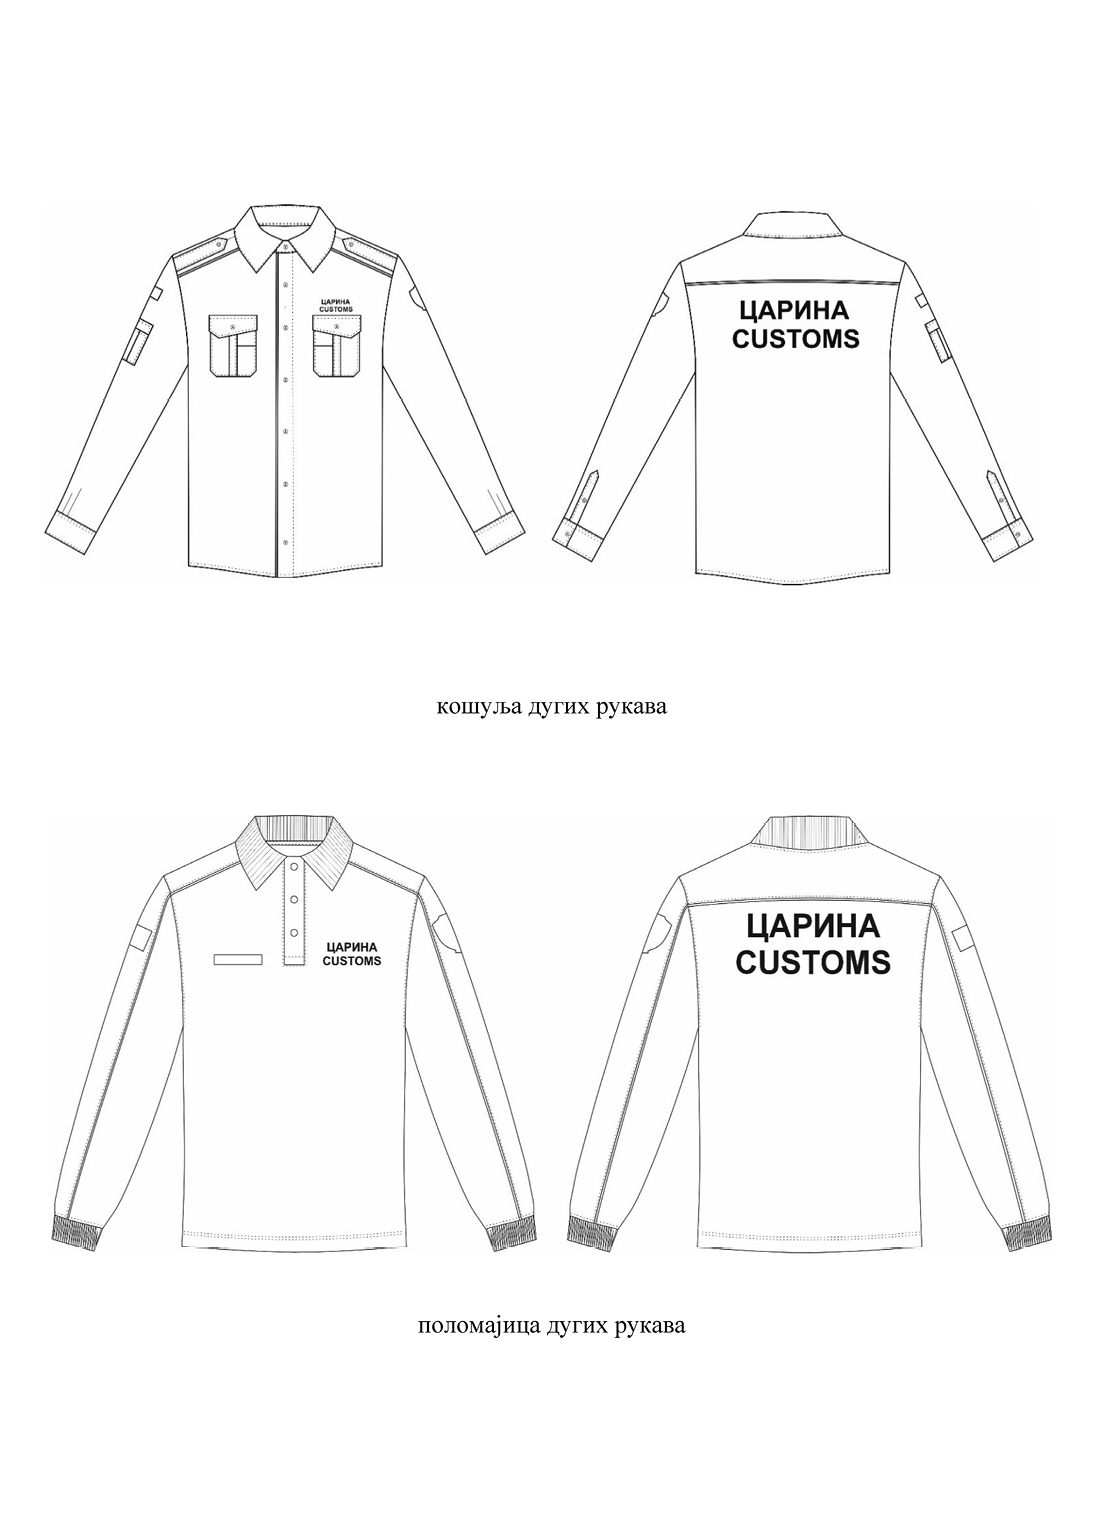 ЦАРИНА
CUSTOMS
ЦАРИНА
CUSTOMS
кошуља дугих рукава
ЦАРИНА
CUSTOMS
ЦАРИНА
CUSTOMS
поломајица дугих рукава